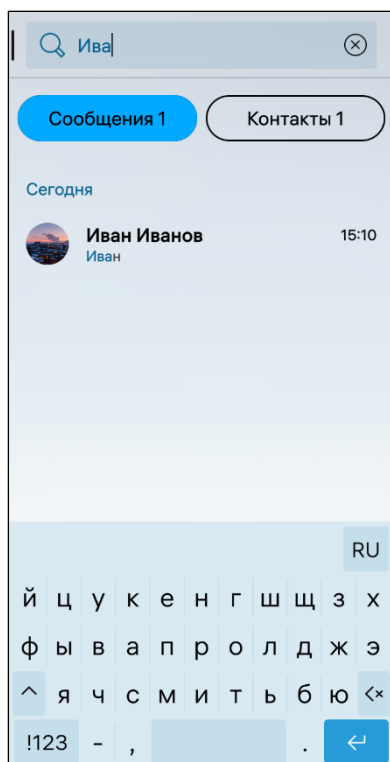 Ива
Сообщения 1
Контакты 1
Сегодня
Иван Иванов
15:10
Иван
RU
й ц у к е н г ш щ з х
ф ы в а п р о л д ж э
я ч с м и т ь б ю
!123 - , .